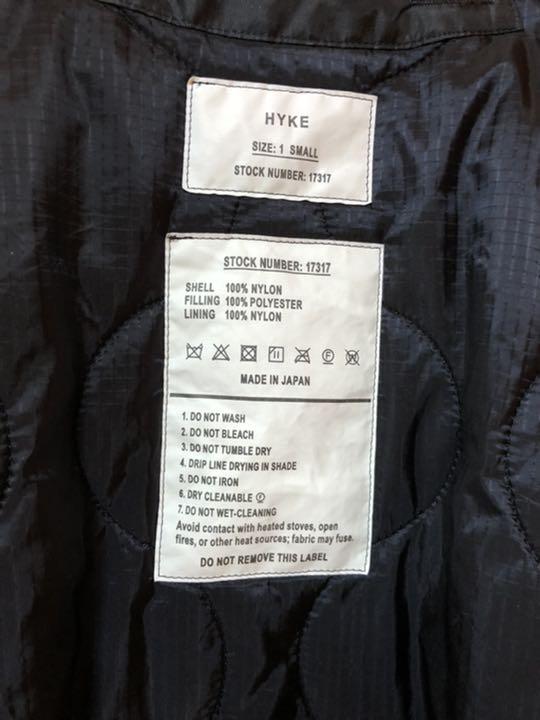 HYKE
SIZE: 1 SMALL
STOCK NUMBER: 17317
STOCK NUMBER: 17317
SHELL 100% NYLON
FILLING 100% POLYESTER
LINING 100% NYLON
MADE IN JAPAN
1. DO NOT WASH
2. DO NOT BLEACH
3. DO NOT TUMBLE DRY
4. DRIP LINE DRYING IN SHADE
5. DO NOT IRON
6. DRY CLEANABLE Ⓕ
7. DO NOT WET-CLEANING
Avoid contact with heated stoves, open
fires, or other heat sources; fabric may fuse.
DO NOT REMOVE THIS LABEL